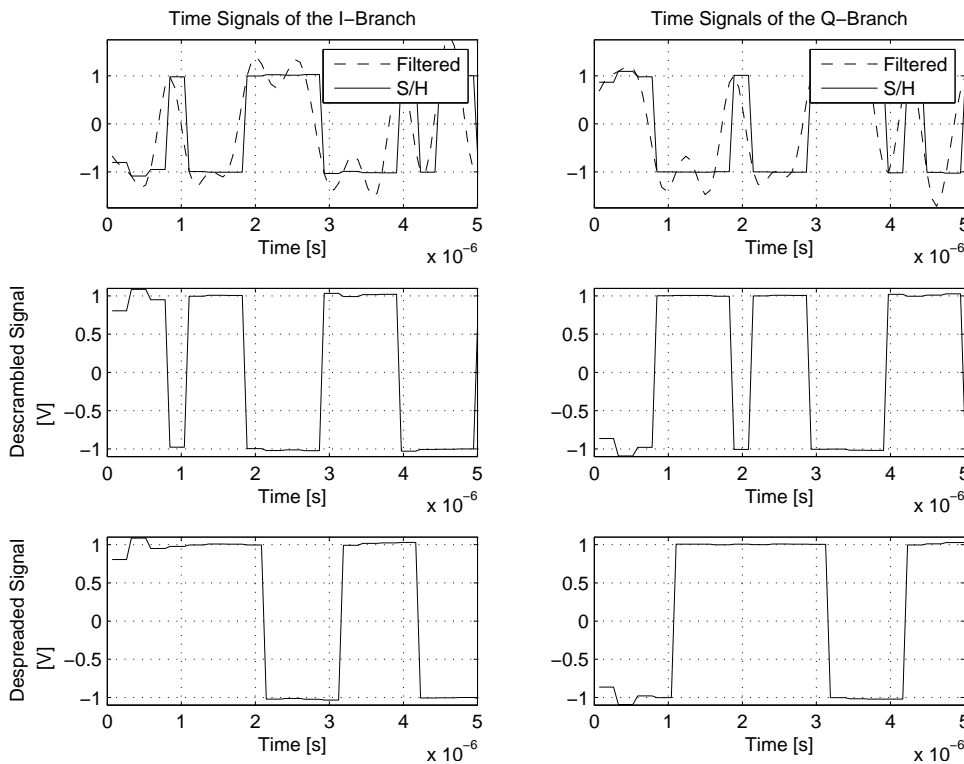 Time Signals of the I−Branch
Time Signals of the Q−Branch
Filtered
S/H
Filtered
S/H
1
0
−1
1
0
−1
0 1 2 3 4 5
0 1 2 3 4 5
Time [s]
Time [s]
x 10−6
x 10−6
Descrambled Signal
[V]
1
0.5
0
−0.5
−1
1
0.5
0
−0.5
−1
0 1 2 3 4 5
0 1 2 3 4 5
Time [s]
Time [s]
x 10−6
x 10−6
Despreaded Signal
[V]
1
0.5
0
−0.5
−1
1
0.5
0
−0.5
−1
0 1 2 3 4 5
0 1 2 3 4 5
Time [s]
Time [s]
x 10−6
x 10−6